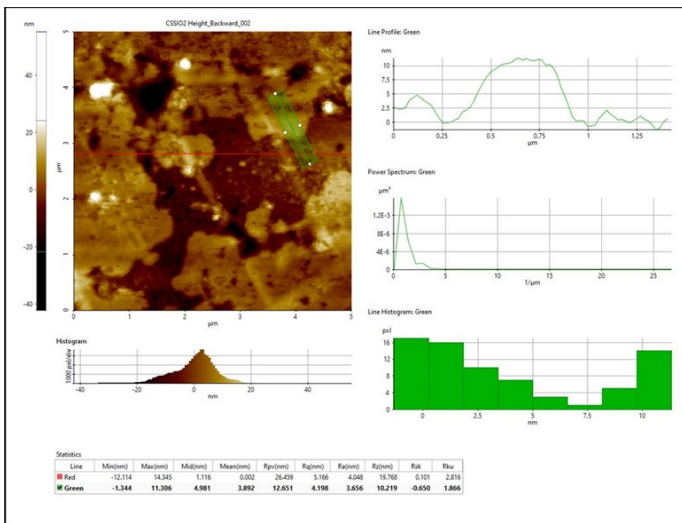 CSSIO2 Height_Backward_002
nm
40
20
0
-20
-40
5
4
3
2
1
0
µm
0 1 2 3 4 5
µm
Line Profile: Green
nm
10
7.5
5
2.5
0
0 0.25 0.5 0.75 1 1.25
µm
Power Spectrum: Green
µm³
1.2E-5
8E-6
4E-6
0
0 5 10 15 20 25
1/µm
Line Histogram: Green
pxl
16
12
8
4
0
0 2.5 5 7.5 10
nm
Histogram
1000 pxl/div
-40 -20 0 20 40
nm
Statistics
Line Min(nm) Max(nm) Mid(nm) Mean(nm) Rpv(nm) Rq(nm) Ra(nm) Rz(nm) Rsk Rku
Red -12.114 14.345 1.116 0.002 26.459 5.166 4.048 19.768 0.101 2.816
Green -1.344 11.306 4.981 3.892 12.651 4.198 3.656 10.219 -0.650 1.866